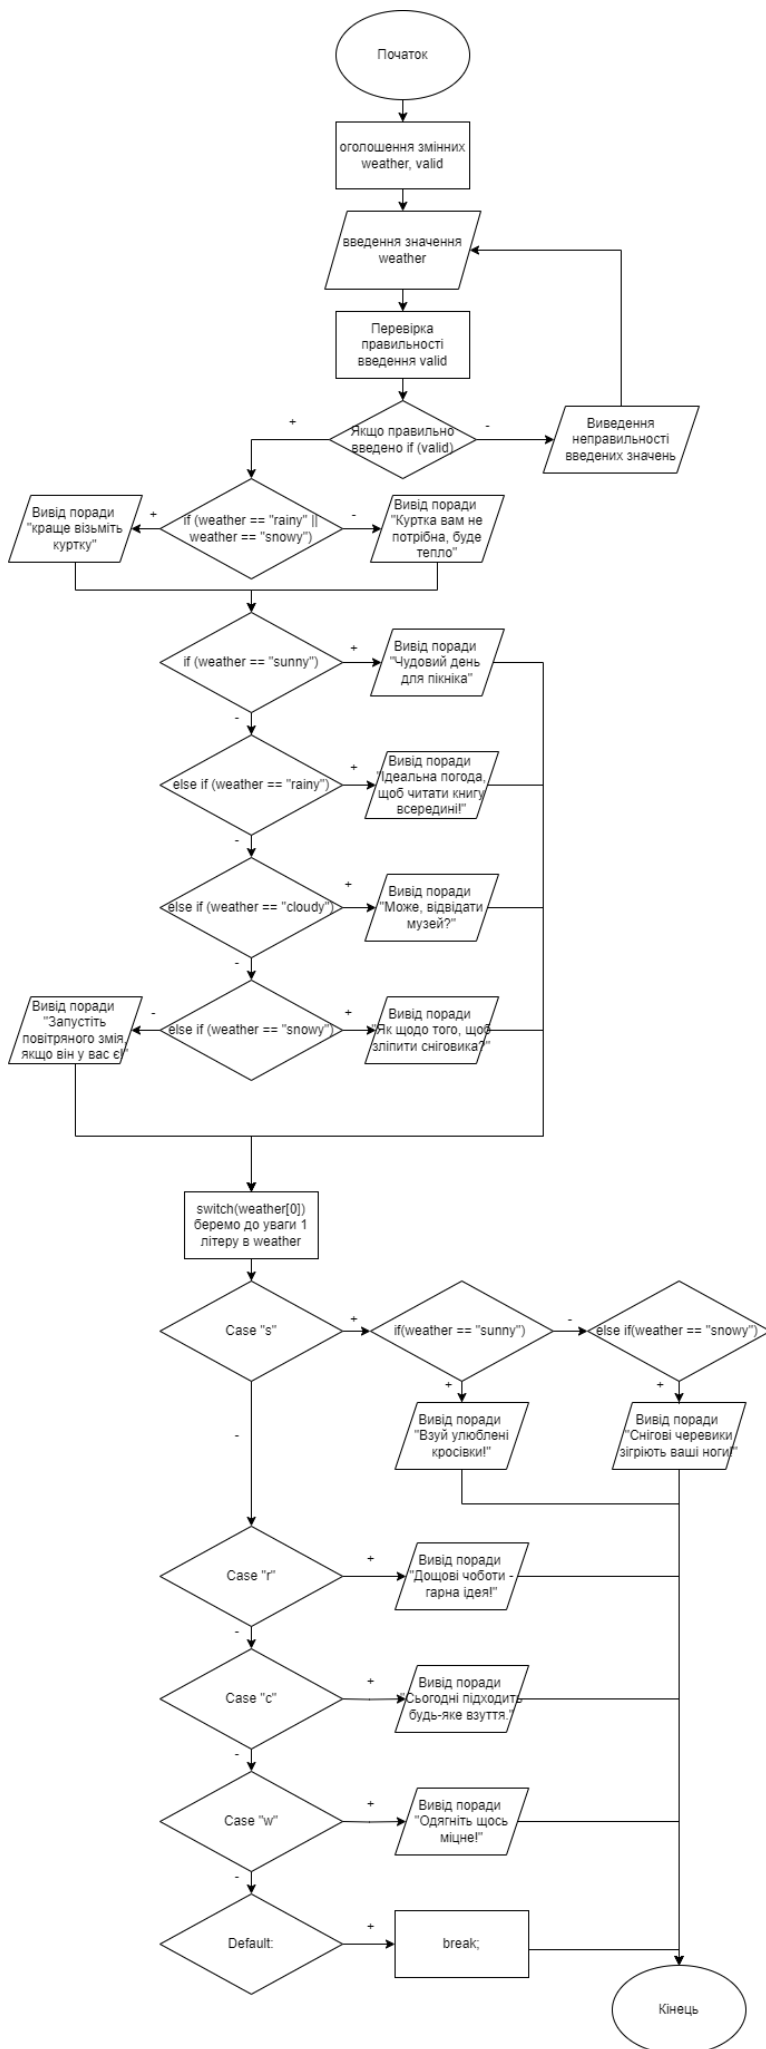 Початок
оголошення змінних
weather, valid
введення значення
weather
Перевірка
правильності
введення valid
Якщо правильно
введено if (valid)
+
-
Виведення
неправильності
введених значень
if (weather == "rainy" ||
weather == "snowy")
+
-
Вивід поради
"краще візьміть
куртку"
Вивід поради
"Куртка вам не
потрібна, буде
тепло"
if (weather == "sunny")
+
Вивід поради
"Чудовий день
для пікніка"
-
else if (weather == "rainy")
+
Вивід поради
"Ідеальна погода,
щоб читати книгу
всередині!"
-
else if (weather == "cloudy")
+
Вивід поради
"Може, відвідати
музей?"
-
else if (weather == "snowy")
-
+
Вивід поради
"Запустіть
повітряного змія,
якщо він у вас є!"
Вивід поради
"Як щодо того, щоб
зліпити сніговика?"
switch(weather[0])
беремо до уваги 1
літеру в weather
Case "s"
+
if(weather == "sunny")
-
else if(weather == "snowy")
+
+
Вивід поради
"Взуй улюблені
кросівки!"
Вивід поради
"Снігові черевики
зігріють ваші ноги!"
-
Case "r"
+
Вивід поради
"Дощові чоботи -
гарна ідея!"
-
Case "c"
+
Вивід поради
"Сьогодні підходить
будь-яке взуття."
-
Case "w"
+
Вивід поради
"Одягніть щось
міцне!"
-
Default:
+
break;
Кінець